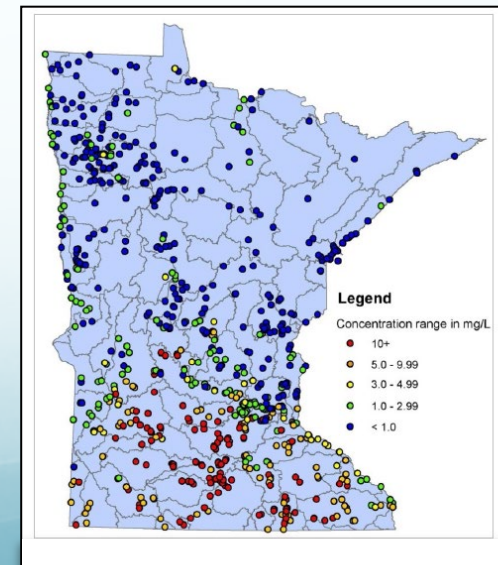 Legend
Concentration range in mg/L
10+
5.0 - 9.99
3.0 - 4.99
1.0 - 2.99
< 1.0